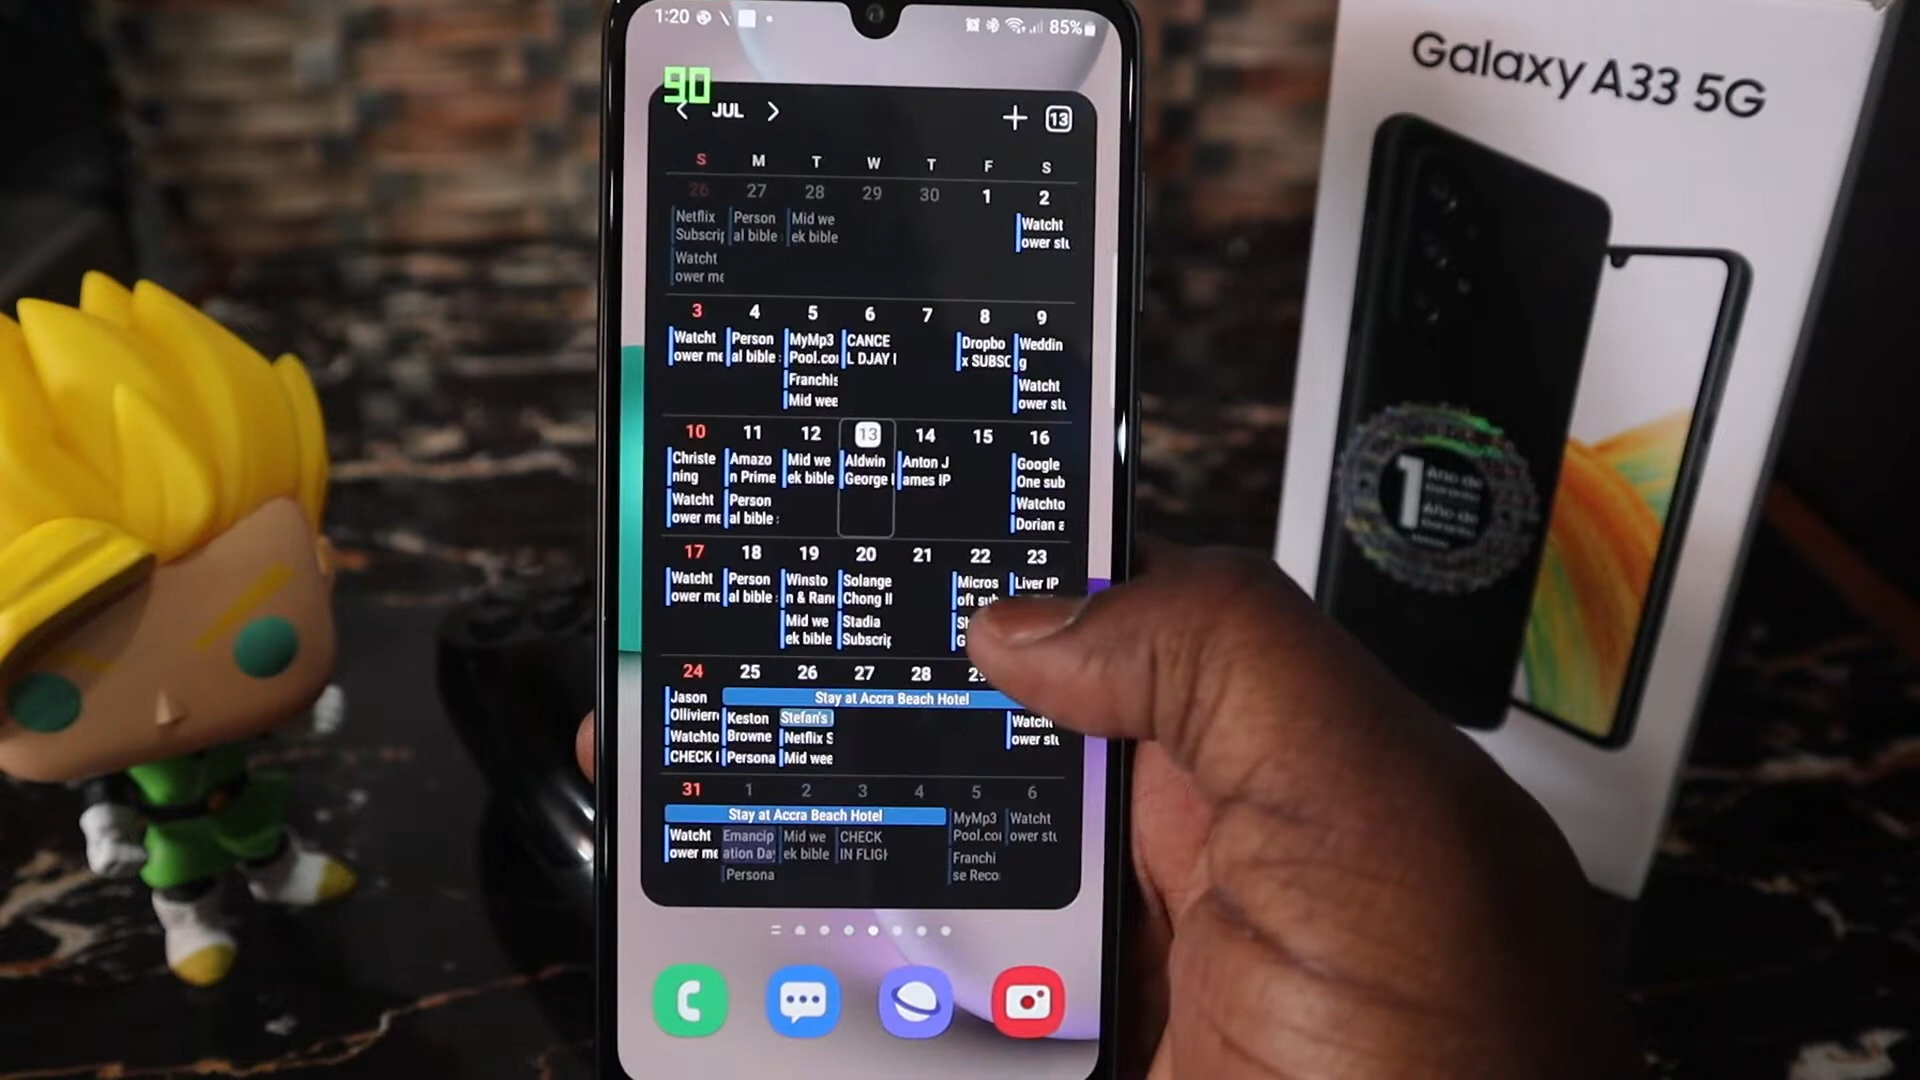 1:20
85%
Galaxy A33 5G
90
JUL
13
S M T W T F S
26 27 28 29 30 1 2
Netflix Person Mid we Watcht
Subscrip al bible ek bible ower stu
Watcht
ower me
3 4 5 6 7 8 9
Watcht Person MyMp3 CANCE Dropbo Weddin
ower me al bible Pool.co L DJAY x SUBSC g
Franchis Watcht
Mid wee ower stu
10 11 12 13 14 15 16
Christe Amazo Mid we Aldwin Anton J Google
ning n Prime ek bible George ames IP One sub
Watcht Person Watchto
ower me al bible Dorian
17 18 19 20 21 22 23
Watcht Person Winsto Solange Micros Liver IP
ower me al bible n & Ran Chong oft sub
Mid we Stadia
ek bible Subscrip
24 25 26 27 28
Stay at Accra Beach Hotel
Jason
Ollivierr Keston Stefan's Watcht
Watchto Browne Netflix S ower stu
CHECK Persona Mid wee
31 1 2 3 4 5 6
Stay at Accra Beach Hotel MyMp3 Watcht
Watcht Emancip Mid we CHECK Pool.co ower stu
ower me ation Da ek bible IN FLIGH Franchi
Persona se Reco
1
Año de
Año de